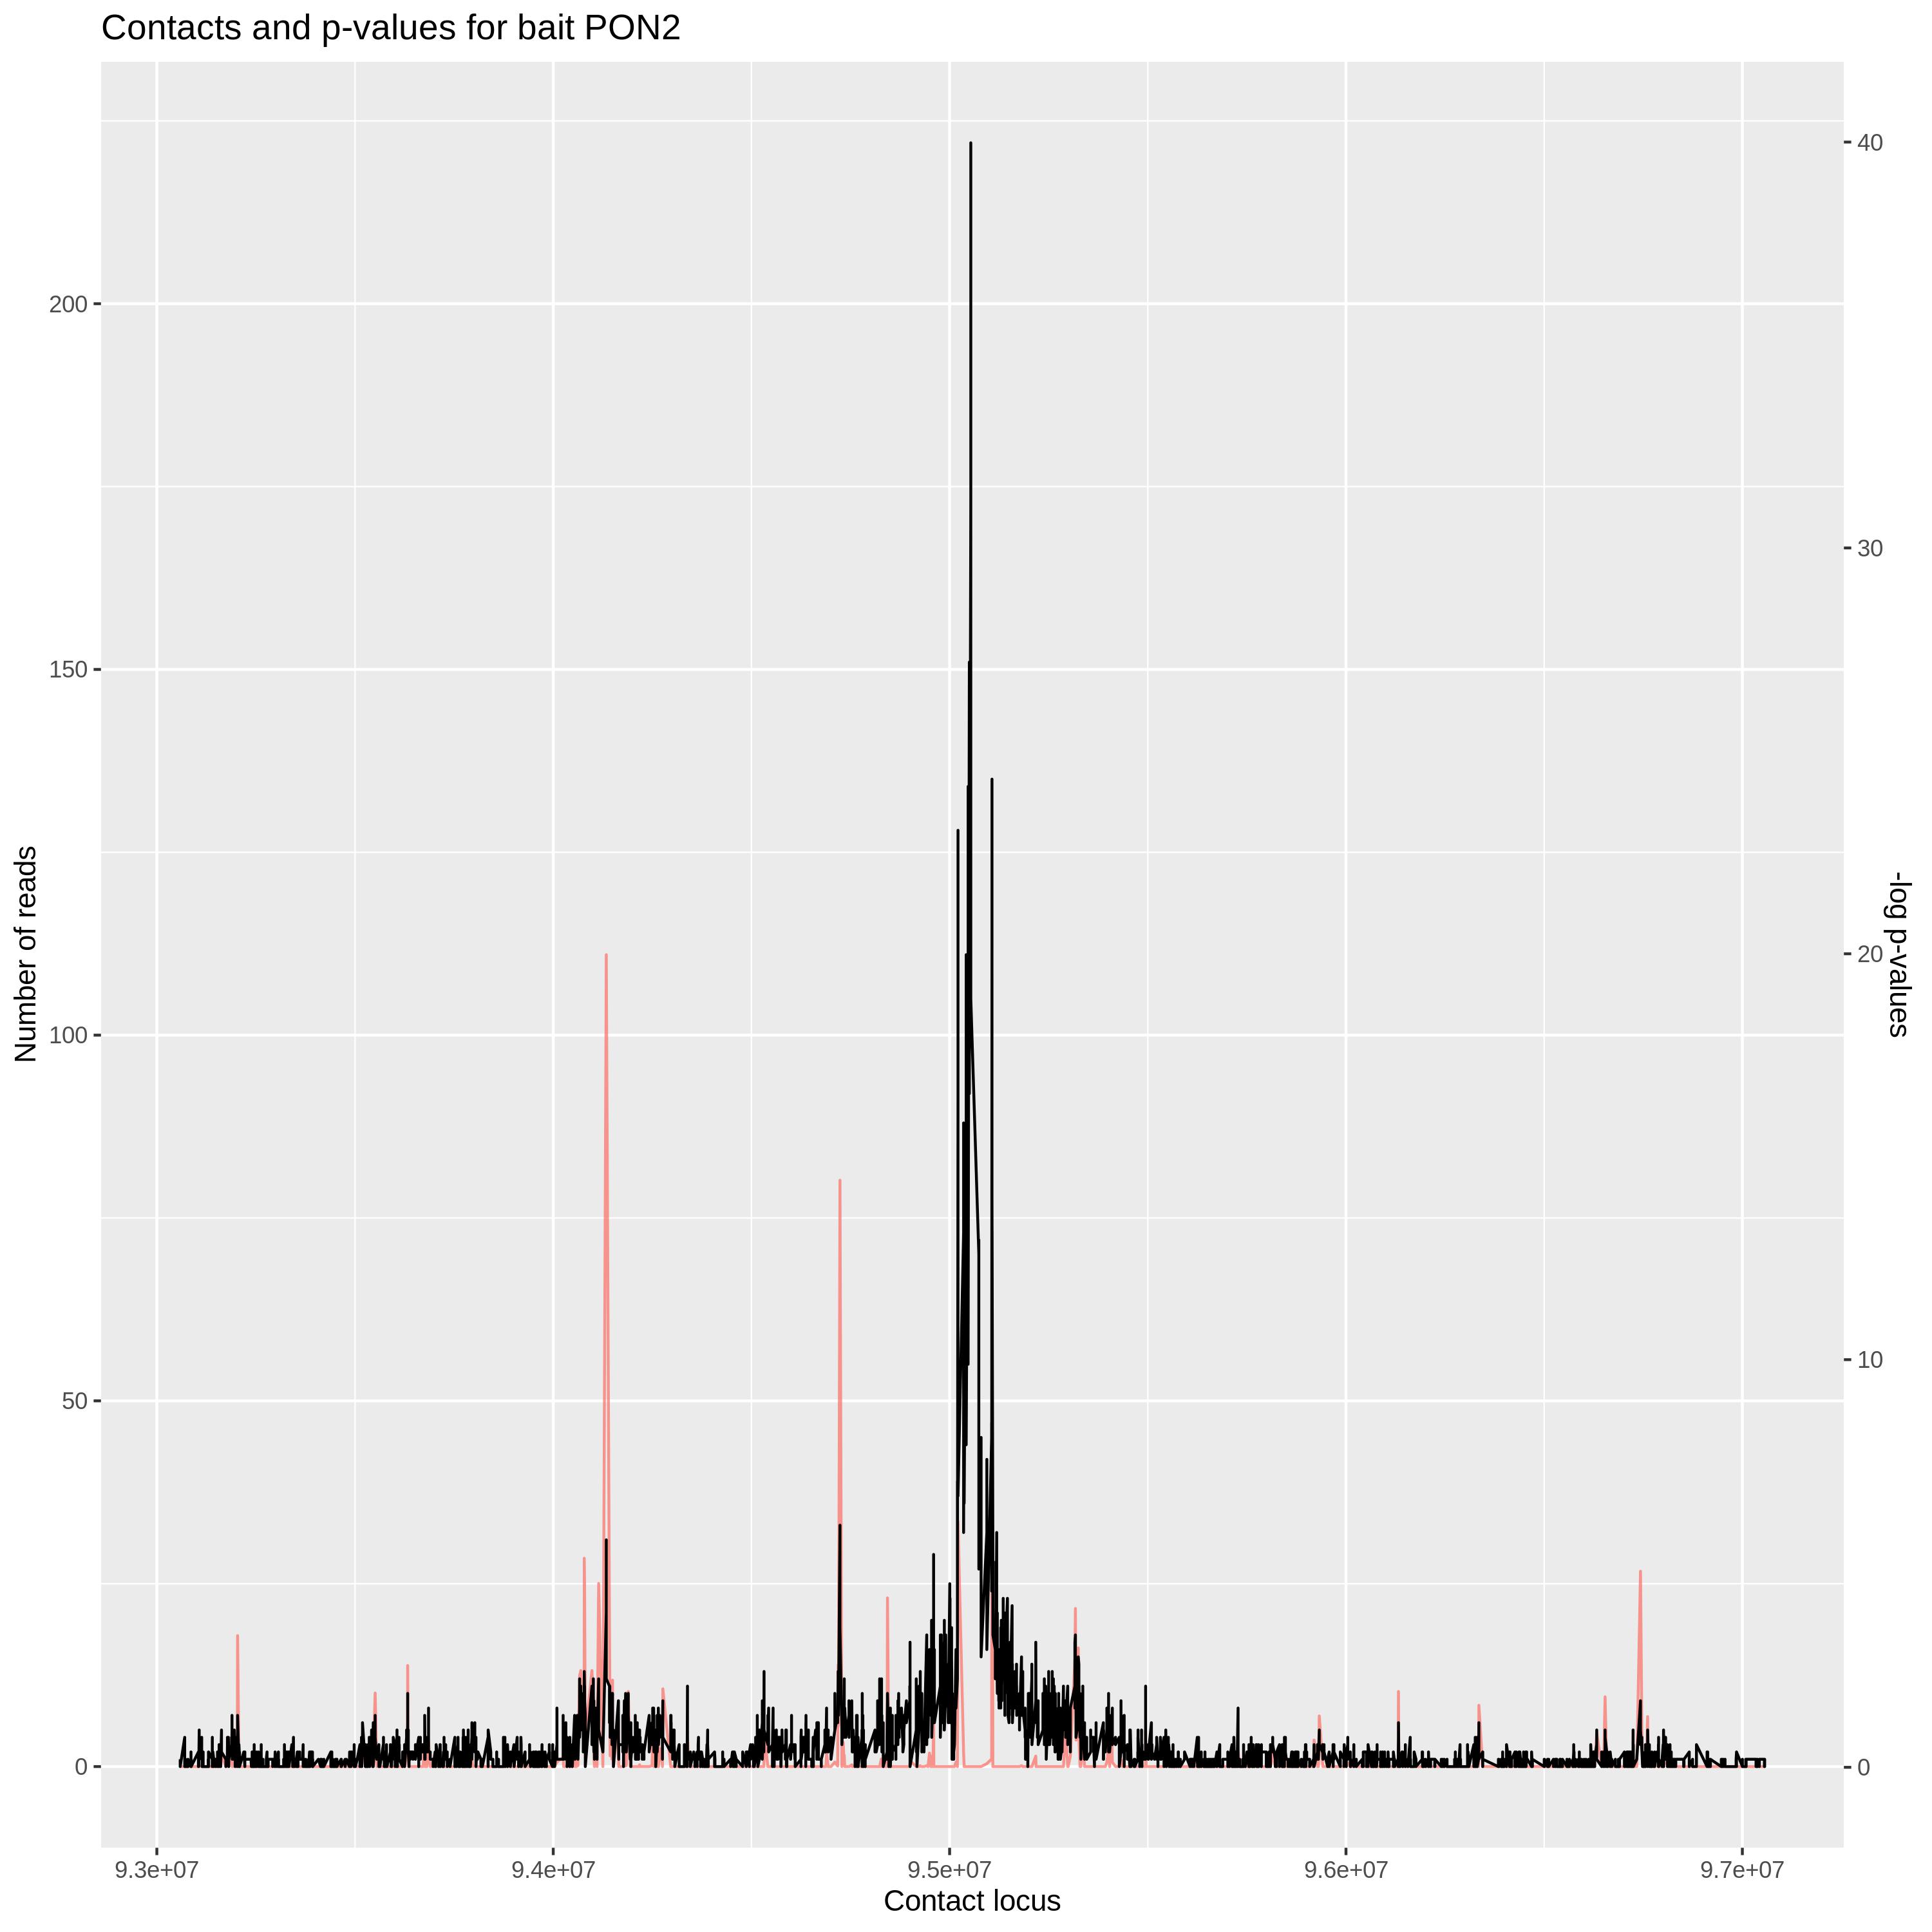 Contacts and p-values for bait PON2
Number of reads
200
150
100
50
0
40
30
20
10
0
-log p-values
9.3e+07 9.4e+07 9.5e+07 9.6e+07 9.7e+07
Contact locus